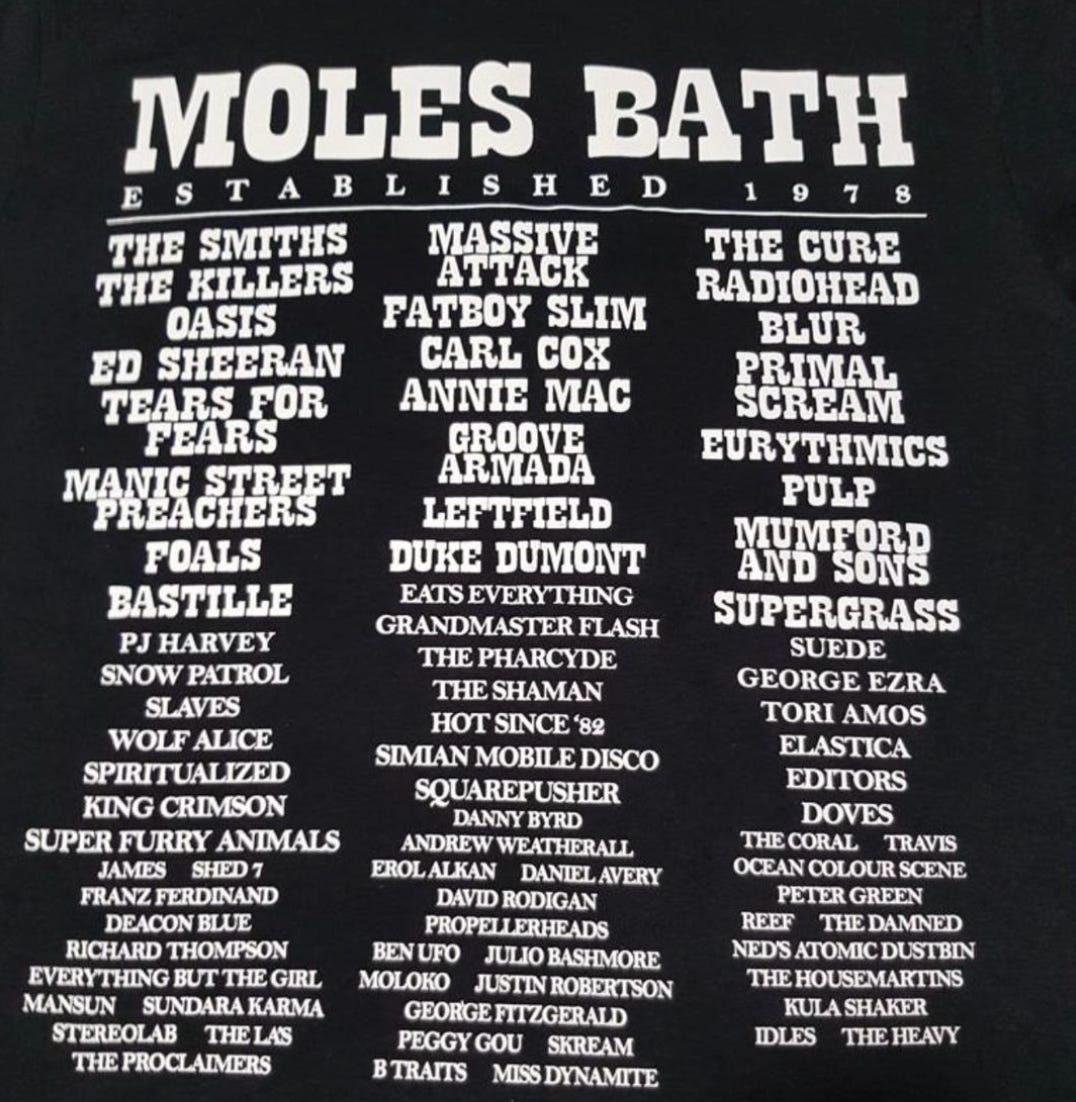 MOLES BATH
ESTABLISHED 1978
THE SMITHS
THE KILLERS
OASIS
ED SHEERAN
TEARS FOR
FEARS
MANIC STREET
PREACHERS
FOALS
BASTILLE
PJ HARVEY
SNOW PATROL
SLAVES
WOLF ALICE
SPIRITUALIZED
KING CRIMSON
SUPER FURRY ANIMALS
JAMES SHED 7
FRANZ FERDINAND
DEACON BLUE
RICHARD THOMPSON
EVERYTHING BUT THE GIRL
MANSUN SUNDARA KARMA
STEREOLAB THE LA'S
THE PROCLAIMERS
MASSIVE
ATTACK
FATBOY SLIM
CARL COX
ANNIE MAC
GROOVE
ARMADA
LEFTFIELD
DUKE DUMONT
EATS EVERYTHING
GRANDMASTER FLASH
THE PHARCYDE
THE SHAMAN
HOT SINCE '82
SIMIAN MOBILE DISCO
SQUAREPUSHER
DANNY BYRD
ANDREW WEATHERALL
EROL ALKAN DANIEL AVERY
DAVID RODIGAN
PROPELLERHEADS
BEN UFO JULIO BASHMORE
MOLOKO JUSTIN ROBERTSON
GEORGE FITZGERALD
PEGGY GOU SKREAM
B TRAITS MISS DYNAMITE
THE CURE
RADIOHEAD
BLUR
PRIMAL
SCREAM
EURYTHMICS
PULP
MUMFORD
AND SONS
SUPERGRASS
SUEDE
GEORGE EZRA
TORI AMOS
ELASTICA
EDITORS
DOVES
THE CORAL TRAVIS
OCEAN COLOUR SCENE
PETER GREEN
REEF THE DAMNED
NED'S ATOMIC DUSTBIN
THE HOUSEMARTINS
KULA SHAKER
IDLES THE HEAVY